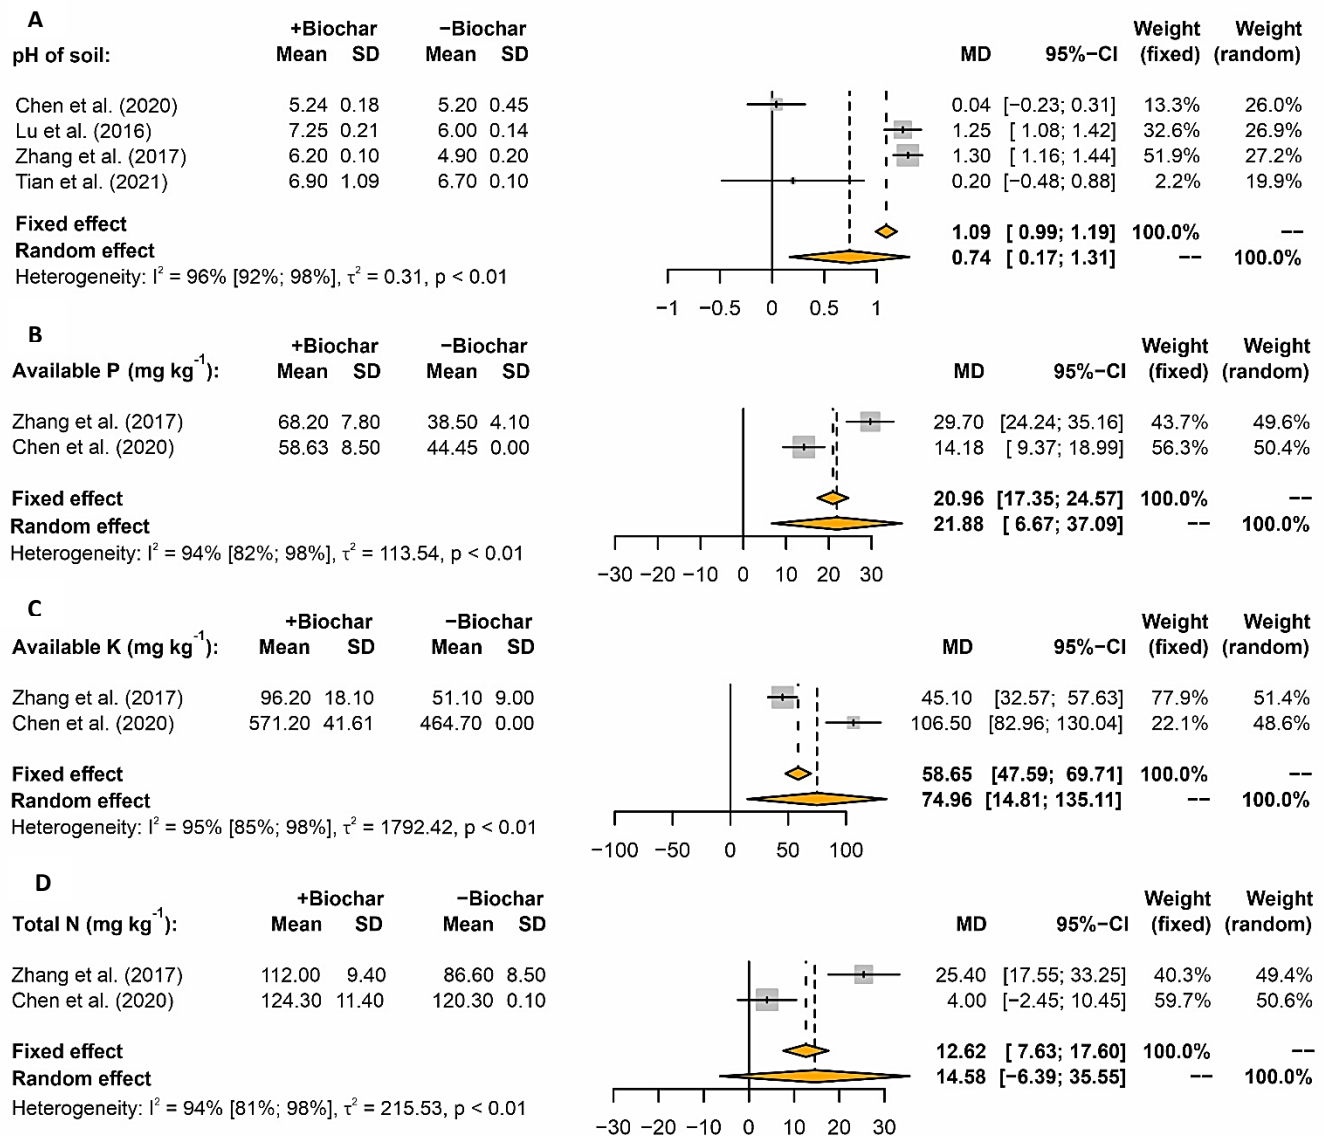 A
+Biochar −Biochar Weight Weight
pH of soil: Mean SD Mean SD MD 95%−CI (fixed) (random)
Chen et al. (2020) 5.24 0.18 5.20 0.45 0.04 [−0.23; 0.31] 13.3% 26.0%
Lu et al. (2016) 7.25 0.21 6.00 0.14 1.25 [ 1.08; 1.42] 32.6% 26.9%
Zhang et al. (2017) 6.20 0.10 4.90 0.20 1.30 [ 1.16; 1.44] 51.9% 27.2%
Tian et al. (2021) 6.90 1.09 6.70 0.10 0.20 [−0.48; 0.88] 2.2% 19.9%
Fixed effect 1.09 [ 0.99; 1.19] 100.0% −−
Random effect 0.74 [ 0.17; 1.31] −− 100.0%
Heterogeneity: I² = 96% [92%; 98%], τ² = 0.31, p < 0.01
−1 −0.5 0 0.5 1
B
+Biochar −Biochar Weight Weight
Available P (mg kg⁻¹): Mean SD Mean SD MD 95%−CI (fixed) (random)
Zhang et al. (2017) 68.20 7.80 38.50 4.10 29.70 [24.24; 35.16] 43.7% 49.6%
Chen et al. (2020) 58.63 8.50 44.45 0.00 14.18 [ 9.37; 18.99] 56.3% 50.4%
Fixed effect 20.96 [17.35; 24.57] 100.0% −−
Random effect 21.88 [ 6.67; 37.09] −− 100.0%
Heterogeneity: I² = 94% [82%; 98%], τ² = 113.54, p < 0.01
−30 −20 −10 0 10 20 30
C
+Biochar −Biochar Weight Weight
Available K (mg kg⁻¹): Mean SD Mean SD MD 95%−CI (fixed) (random)
Zhang et al. (2017) 96.20 18.10 51.10 9.00 45.10 [32.57; 57.63] 77.9% 51.4%
Chen et al. (2020) 571.20 41.61 464.70 0.00 106.50 [82.96; 130.04] 22.1% 48.6%
Fixed effect 58.65 [47.59; 69.71] 100.0% −−
Random effect 74.96 [14.81; 135.11] −− 100.0%
Heterogeneity: I² = 95% [85%; 98%], τ² = 1792.42, p < 0.01
−100 −50 0 50 100
D
+Biochar −Biochar Weight Weight
Total N (mg kg⁻¹): Mean SD Mean SD MD 95%−CI (fixed) (random)
Zhang et al. (2017) 112.00 9.40 86.60 8.50 25.40 [17.55; 33.25] 40.3% 49.4%
Chen et al. (2020) 124.30 11.40 120.30 0.10 4.00 [−2.45; 10.45] 59.7% 50.6%
Fixed effect 12.62 [ 7.63; 17.60] 100.0% −−
Random effect 14.58 [−6.39; 35.55] −− 100.0%
Heterogeneity: I² = 94% [81%; 98%], τ² = 215.53, p < 0.01
−30 −20 −10 0 10 20 30